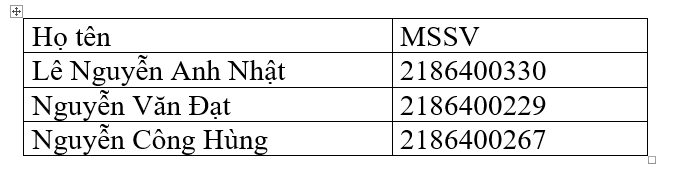 Họ tên MSSV
Lê Nguyễn Anh Nhật 2186400330
Nguyễn Văn Đạt 2186400229
Nguyễn Công Hùng 2186400267